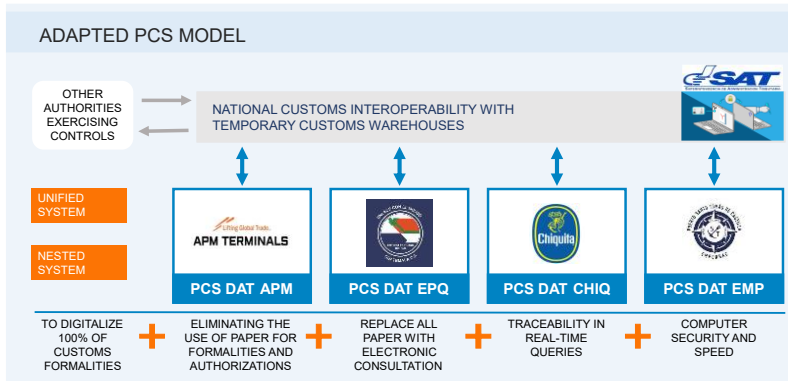 ADAPTED PCS MODEL
SAT
OTHER
AUTHORITIES
EXERCISING
CONTROLS
NATIONAL CUSTOMS INTEROPERABILITY WITH
TEMPORARY CUSTOMS WAREHOUSES
UNIFIED
SYSTEM
NESTED
SYSTEM
Lifting Global Trade.
APM TERMINALS
Chiquita
PCS DAT APM
PCS DAT EPQ
PCS DAT CHIQ
PCS DAT EMP
TO DIGITALIZE
100% OF
CUSTOMS
FORMALITIES
ELIMINATING THE
USE OF PAPER FOR
FORMALITIES AND
AUTHORIZATIONS
REPLACE ALL
PAPER WITH
ELECTRONIC
CONSULTATION
TRACEABILITY IN
REAL-TIME
QUERIES
COMPUTER
SECURITY AND
SPEED